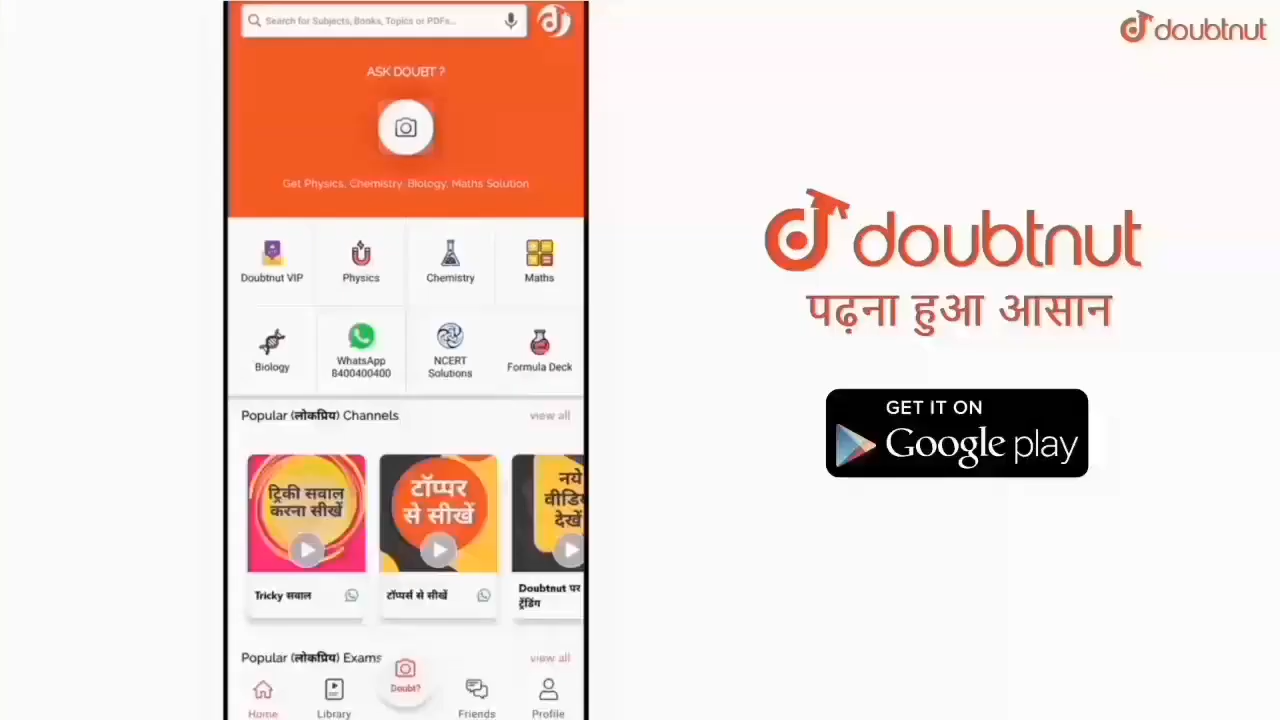 Search for Subjects, Books, Topics or PDFs...
doubtnut
ASK DOUBT ?
Get Physics, Chemistry, Biology, Maths Solution
Doubtnut VIP
Physics
Chemistry
Maths
Biology
WhatsApp
8400400400
NCERT
Solutions
Formula Deck
Popular (लोकप्रिय) Channels
view all
ट्रिकी सवाल
करना सीखें
टॉप्पर
से सीखें
नये
वीडि
देखें
Tricky सवाल
टॉप्पर्स से सीखें
Doubtnut पर
ट्रेंडिंग
Popular (लोकप्रिय) Exams
view all
Doubt?
Home
Library
Friends
Profile
doubtnut
पढ़ना हुआ आसान
GET IT ON
Google play